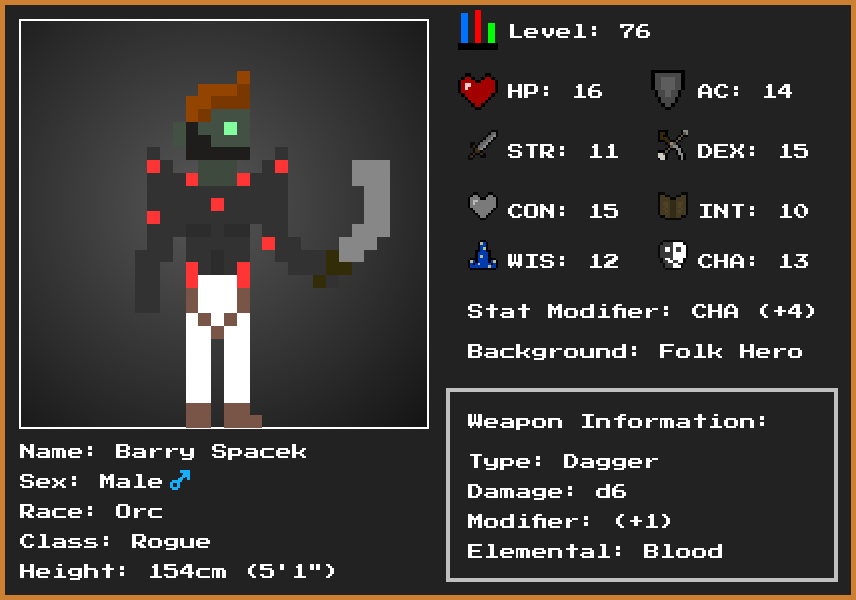 Level: 76
HP: 16 AC: 14
STR: 11 DEX: 15
CON: 15 INT: 10
WIS: 12 CHA: 13
Stat Modifier: CHA (+4)
Background: Folk Hero
Weapon Information:
Type: Dagger
Damage: d6
Modifier: (+1)
Elemental: Blood
Name: Barry Spacek
Sex: Male ♂
Race: Orc
Class: Rogue
Height: 154cm (5'1")